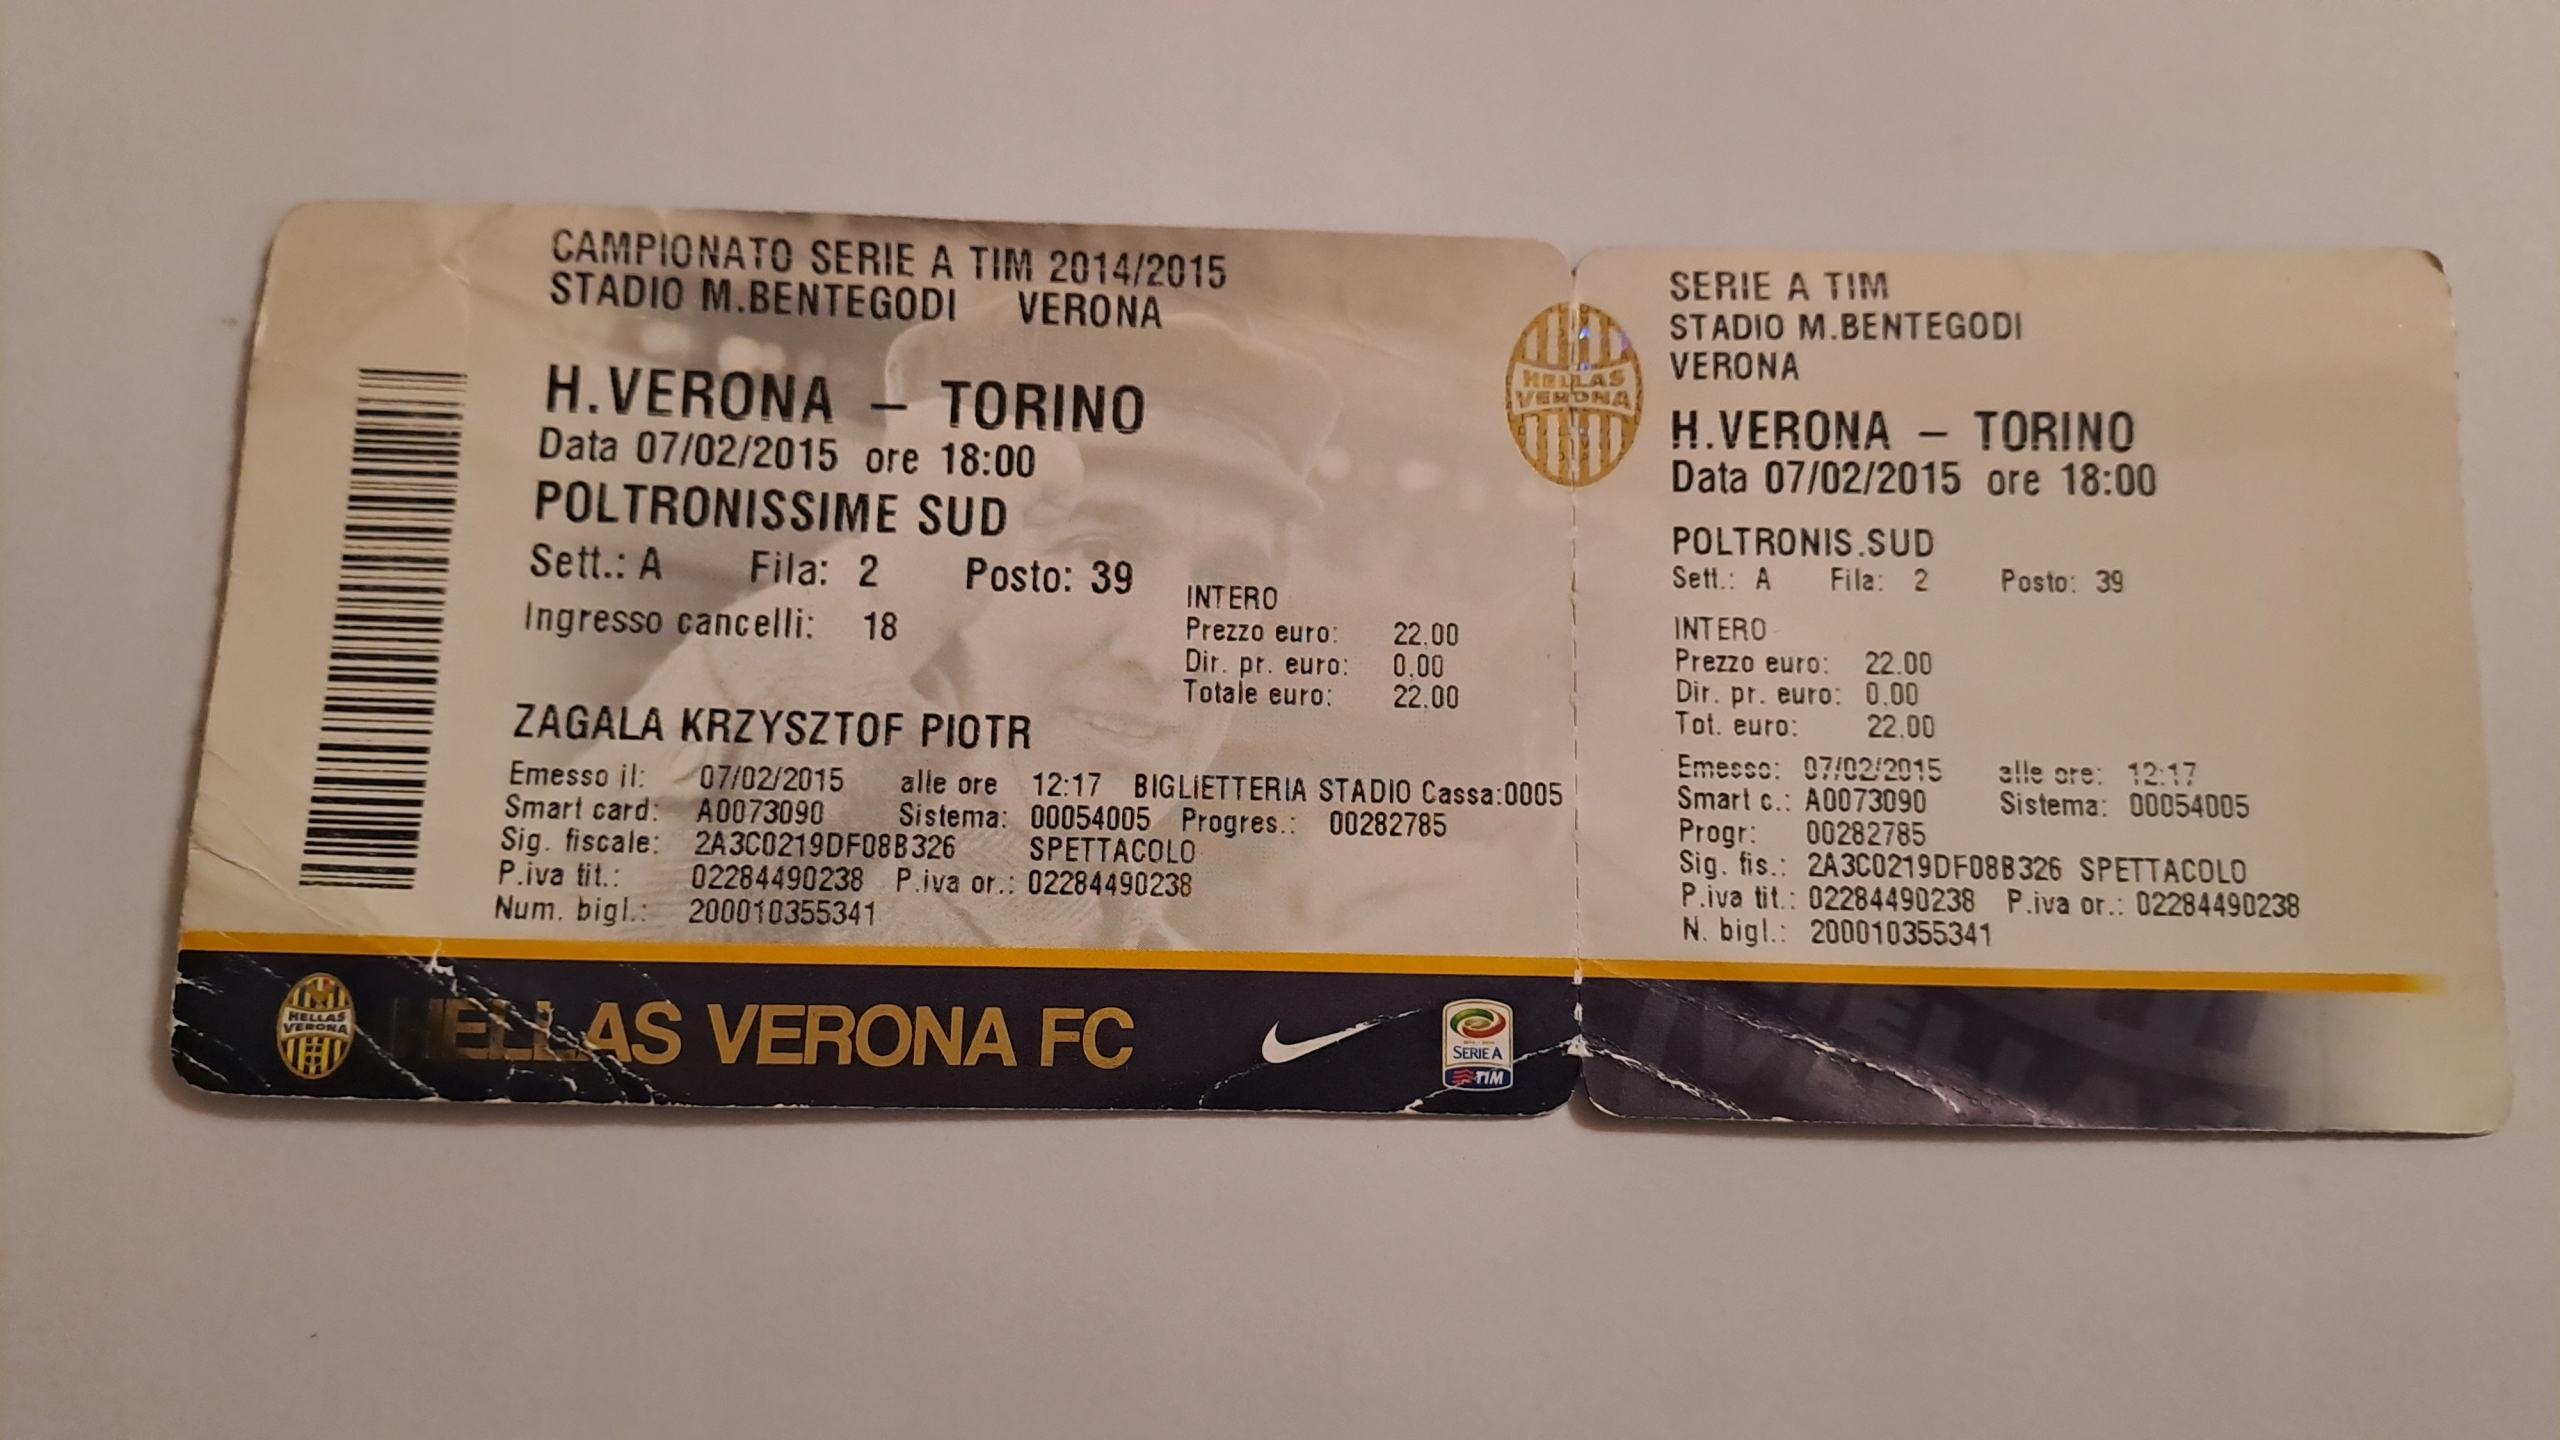 CAMPIONATO SERIE A TIM 2014/2015
STADIO M.BENTEGODI VERONA
H.VERONA – TORINO
Data 07/02/2015 ore 18:00
POLTRONISSIME SUD
Sett.: A Fila: 2 Posto: 39
Ingresso cancelli: 18
INTERO
Prezzo euro: 22.00
Dir. pr. euro: 0.00
Totale euro: 22.00
ZAGALA KRZYSZTOF PIOTR
Emesso il: 07/02/2015 alle ore 12:17 BIGLIETTERIA STADIO Cassa:0005
Smart card: A0073090 Sistema: 00054005 Progres.: 00282785
Sig. fiscale: 2A3C0219DF08B326 SPETTACOLO
P.iva tit.: 02284490238 P.iva or.: 02284490238
Num. bigl.: 200010355341
HELLAS
VERONA
HELLAS VERONA FC
SERIE A
TIM
HELLAS
VERONA
SERIE A TIM
STADIO M.BENTEGODI
VERONA
H.VERONA – TORINO
Data 07/02/2015 ore 18:00
POLTRONIS.SUD
Sett.: A Fila: 2 Posto: 39
INTERO
Prezzo euro: 22.00
Dir. pr. euro: 0.00
Tot. euro: 22.00
Emesso: 07/02/2015 alle ore: 12:17
Smart c.: A0073090 Sistema: 00054005
Progr: 00282785
Sig. fis.: 2A3C0219DF08B326 SPETTACOLO
P.iva tit.: 02284490238 P.iva or.: 02284490238
N. bigl.: 200010355341